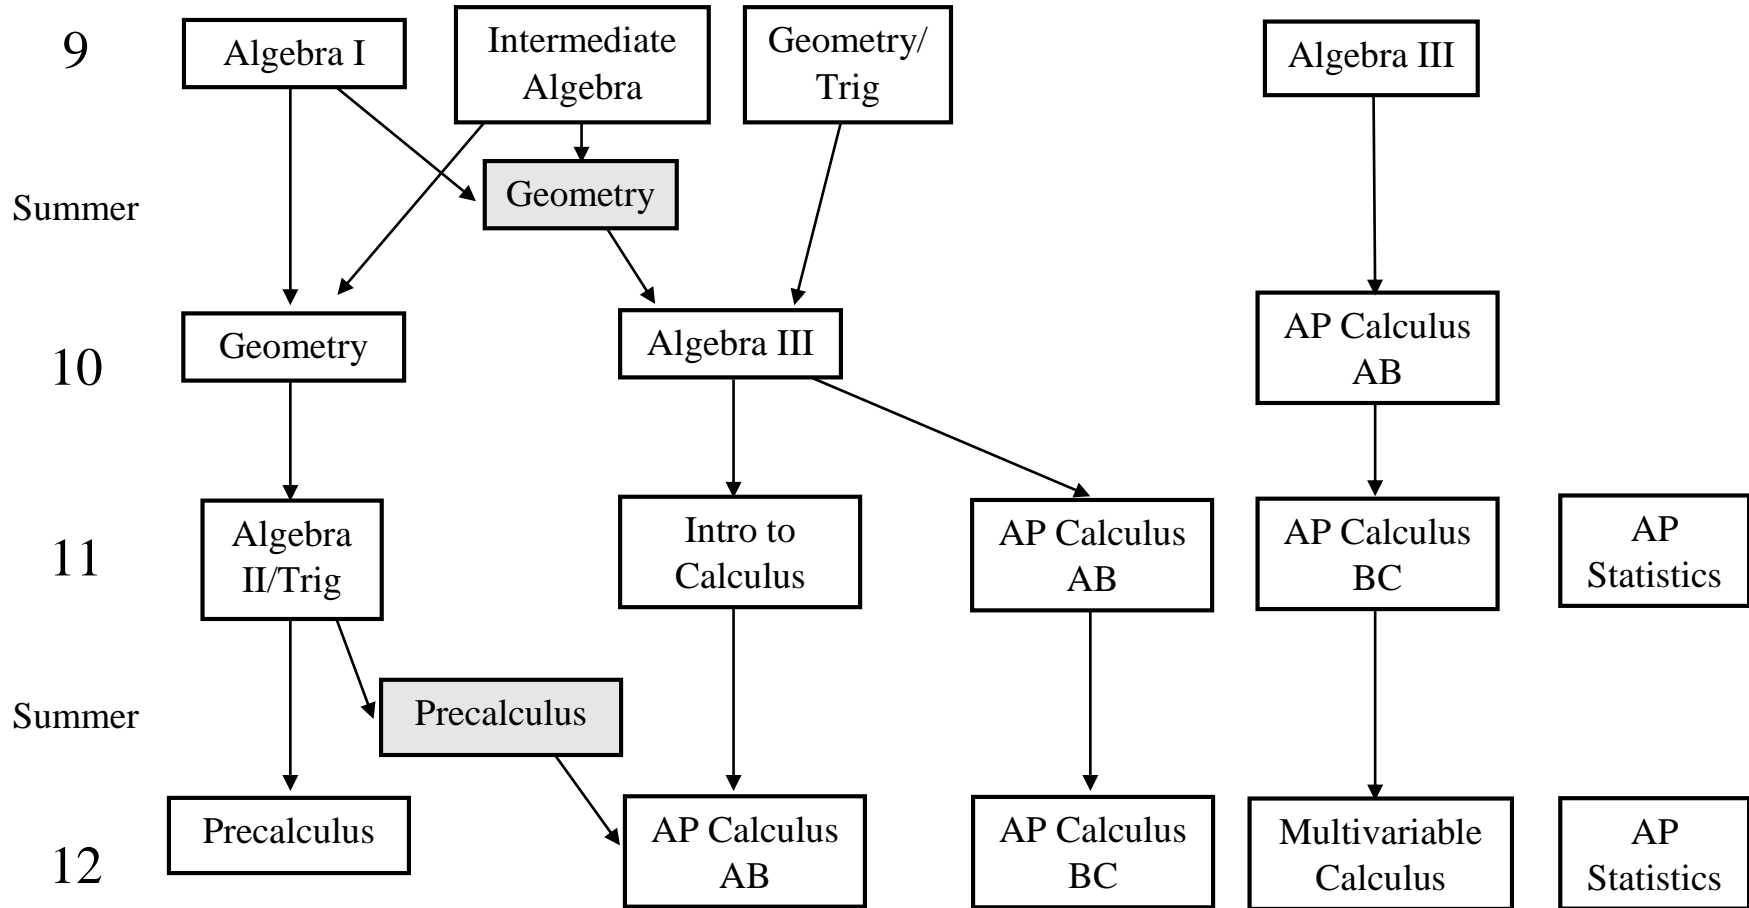 9
Algebra I
Intermediate
Algebra
Geometry/
Trig
Algebra III
Summer
Geometry
10
Geometry
Algebra III
AP Calculus
AB
11
Algebra
II/Trig
Intro to
Calculus
AP Calculus
AB
AP Calculus
BC
AP
Statistics
Summer
Precalculus
12
Precalculus
AP Calculus
AB
AP Calculus
BC
Multivariable
Calculus
AP
Statistics